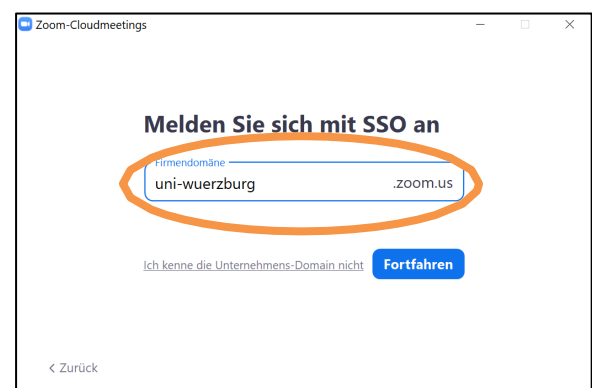 Zoom-Cloudmeetings
Melden Sie sich mit SSO an
Firmendomäne
uni-wuerzburg .zoom.us
Ich kenne die Unternehmens-Domain nicht Fortfahren
< Zurück